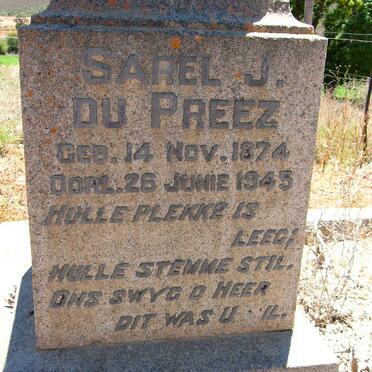 SAREL J.
DU PREEZ
GEB. 14 NOV. 1874
OORL. 26 JUNIE 1945
HULLE PLEKKE IS
LEEG;
HULLE STEMME STIL.
ONS SWYG O HEER
DIT WAS U